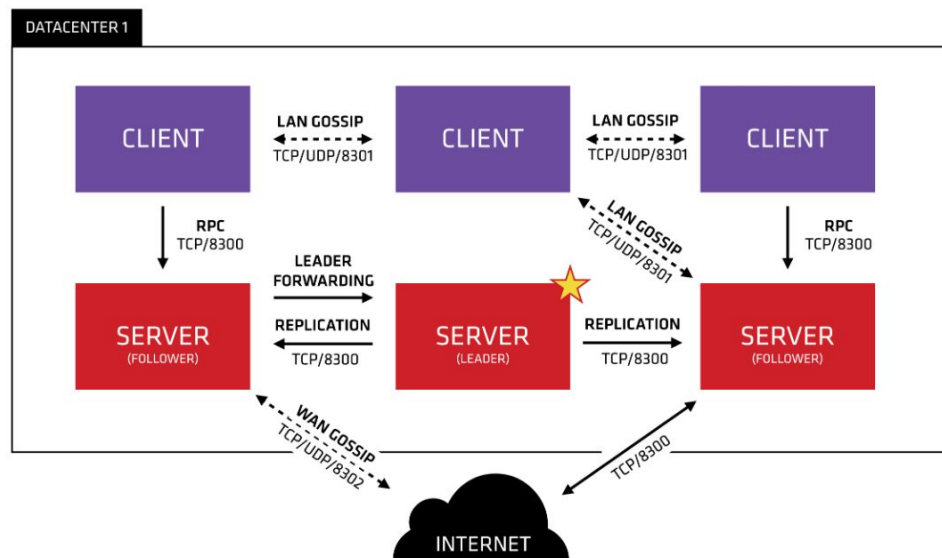 DATACENTER 1
CLIENT
LAN GOSSIP
TCP/UDP/8301
CLIENT
LAN GOSSIP
TCP/UDP/8301
CLIENT
RPC
TCP/8300
LAN GOSSIP
TCP/UDP/8301
RPC
TCP/8300
LEADER
FORWARDING
SERVER
(FOLLOWER)
REPLICATION
TCP/8300
SERVER
(LEADER)
REPLICATION
TCP/8300
SERVER
(FOLLOWER)
WAN GOSSIP
TCP/UDP/8302
TCP/8300
INTERNET